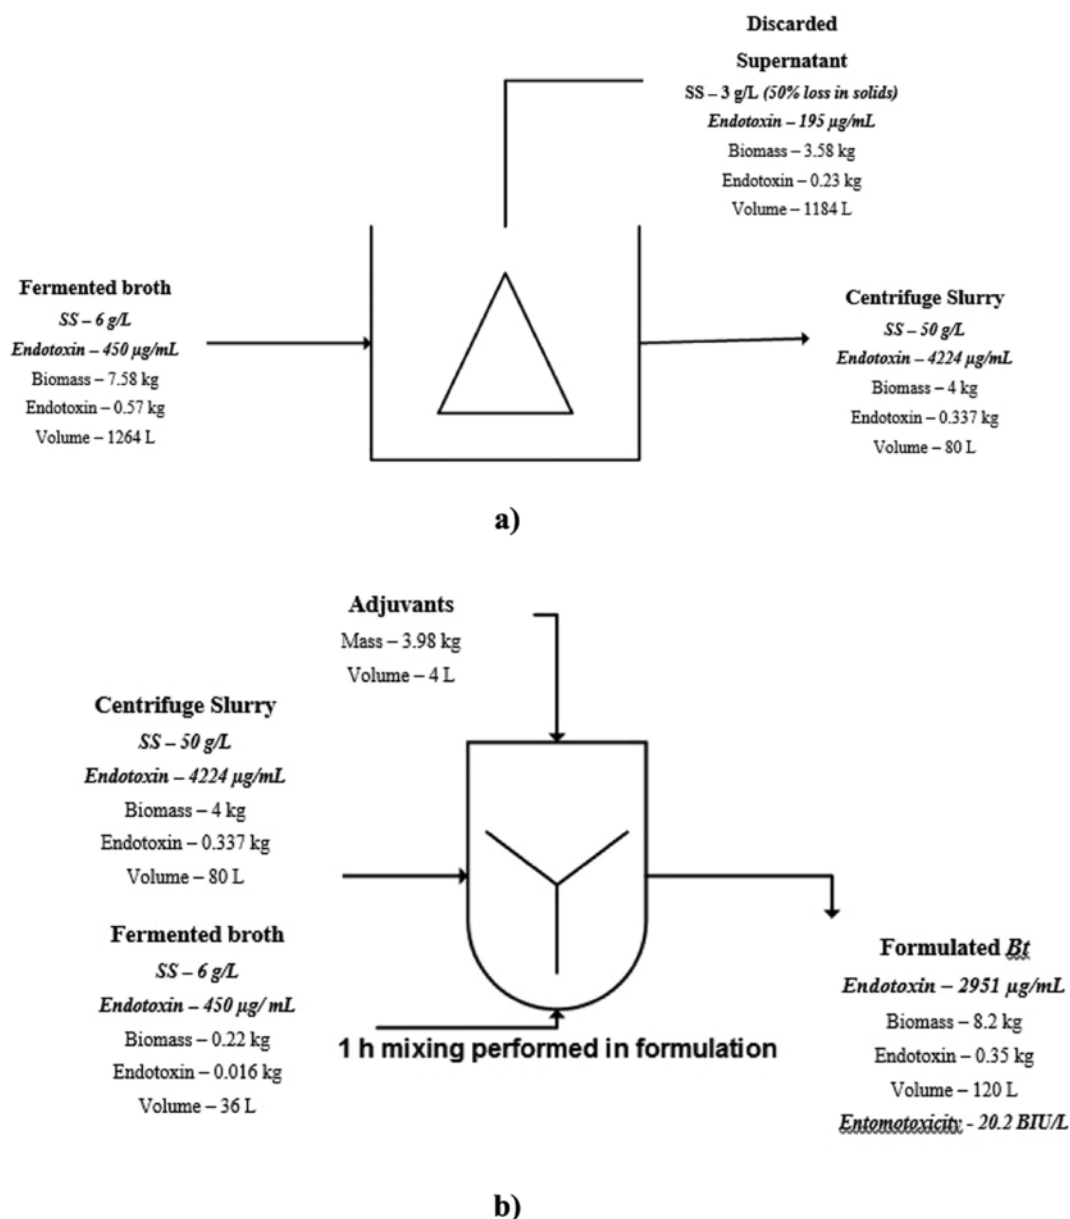 Discarded
Supernatant
SS – 3 g/L (50% loss in solids)
Endotoxin – 195 µg/mL
Biomass – 3.58 kg
Endotoxin – 0.23 kg
Volume – 1184 L
Fermented broth
SS – 6 g/L
Endotoxin – 450 µg/mL
Biomass – 7.58 kg
Endotoxin – 0.57 kg
Volume – 1264 L
Centrifuge Slurry
SS – 50 g/L
Endotoxin – 4224 µg/mL
Biomass – 4 kg
Endotoxin – 0.337 kg
Volume – 80 L
a)
Adjuvants
Mass – 3.98 kg
Volume – 4 L
Centrifuge Slurry
SS – 50 g/L
Endotoxin – 4224 µg/mL
Biomass – 4 kg
Endotoxin – 0.337 kg
Volume – 80 L
Fermented broth
SS – 6 g/L
Endotoxin – 450 µg/ mL
Biomass – 0.22 kg
Endotoxin – 0.016 kg
Volume – 36 L
1 h mixing performed in formulation
Formulated Bt
Endotoxin – 2951 µg/mL
Biomass – 8.2 kg
Endotoxin – 0.35 kg
Volume – 120 L
Entomotoxicity - 20.2 BIU/L
b)